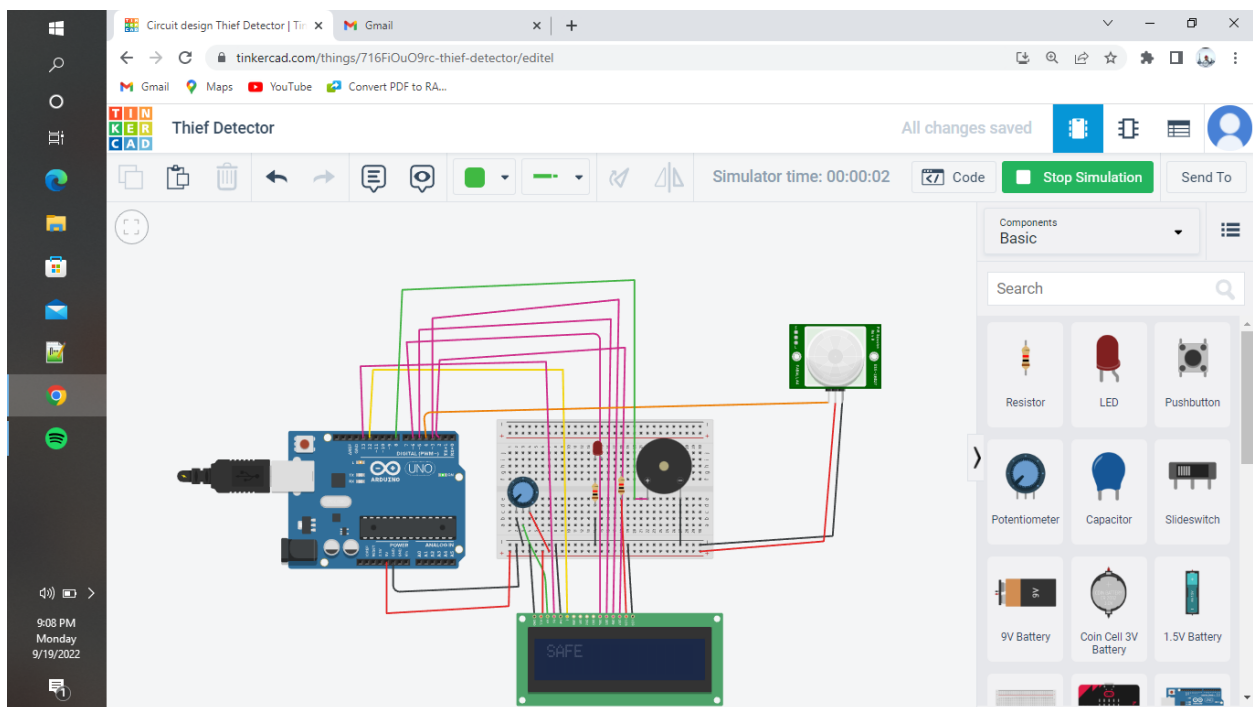 Circuit design Thief Detector | Tin
Gmail
tinkercad.com/things/716FiOuO9rc-thief-detector/editel
Gmail
Maps
YouTube
Convert PDF to RA...
TIN
KER
CAD
Thief Detector
All changes saved
Simulator time: 00:00:02
Code
Stop Simulation
Send To
Components
Basic
Search
Resistor
LED
Pushbutton
Potentiometer
Capacitor
Slideswitch
9V
9V Battery
Coin Cell 3V
Battery
1.5V Battery
DIGITAL (PWM~)
UNO
ARDUINO
POWER
ANALOG IN
SAFE
9:08 PM
Monday
9/19/2022
1